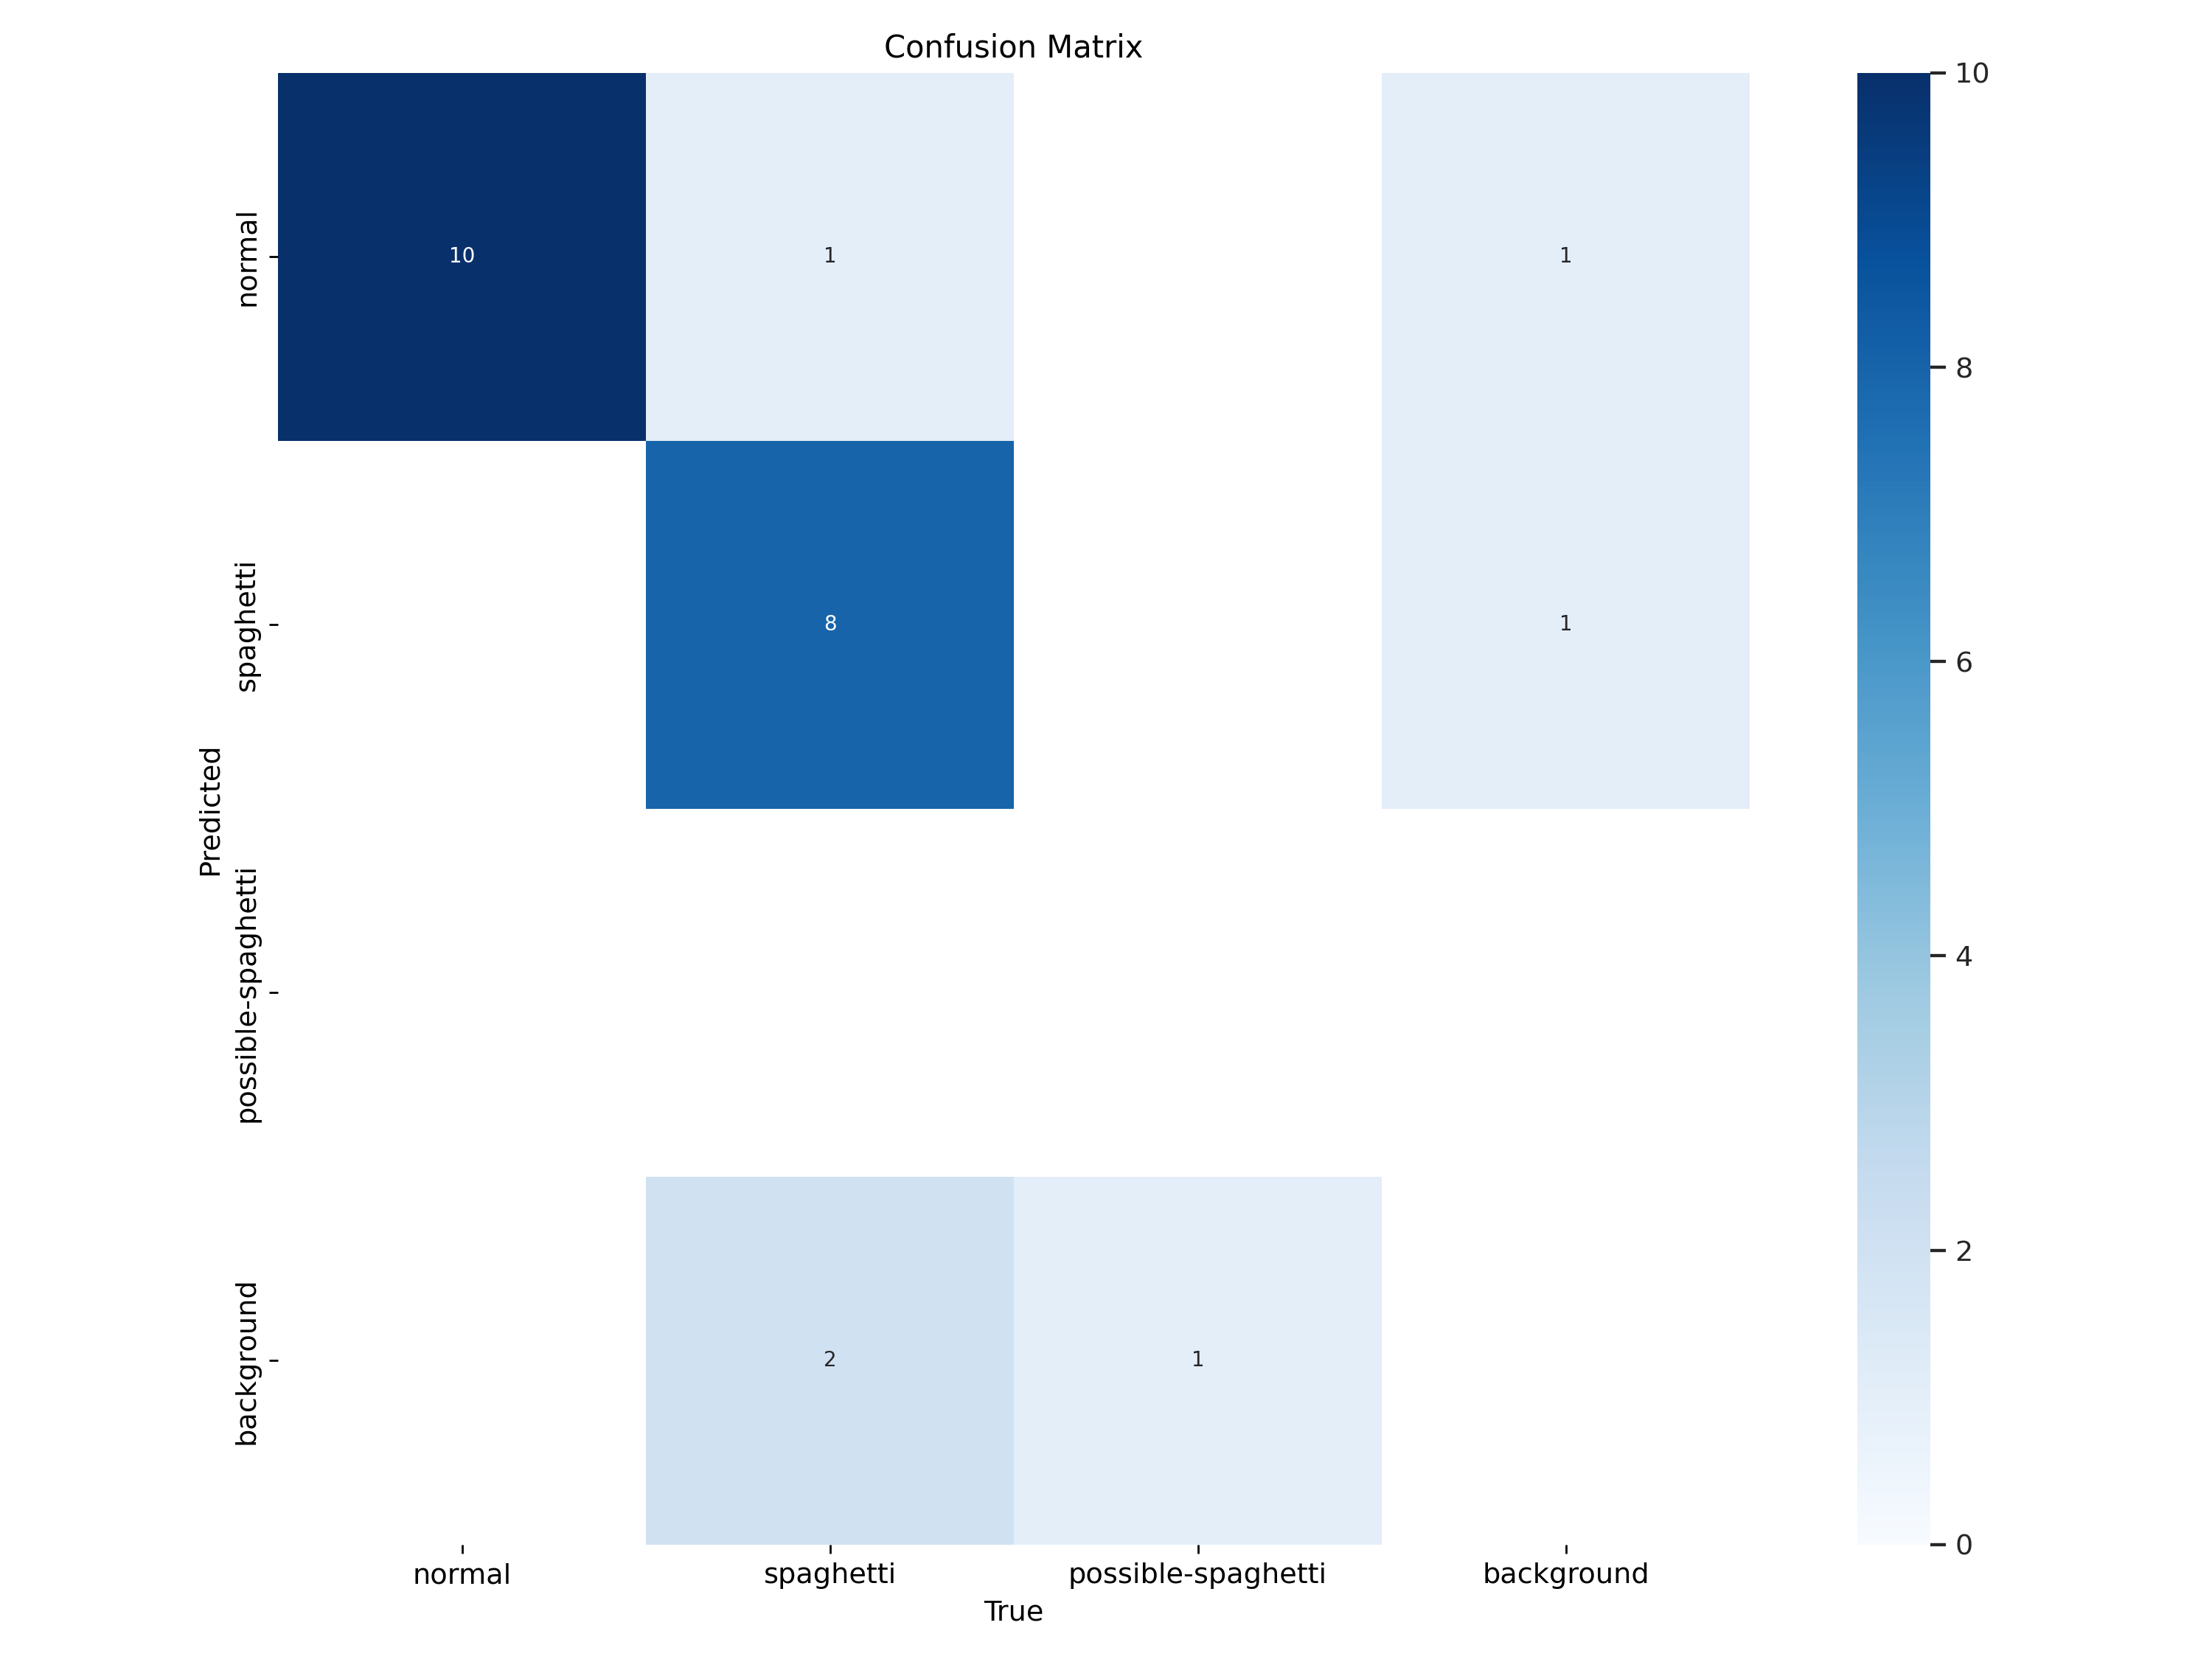 Confusion Matrix
normal
spaghetti
possible-spaghetti
background
Predicted
10
1
1
8
1
2
1
normal
spaghetti
possible-spaghetti
background
True
10
8
6
4
2
0